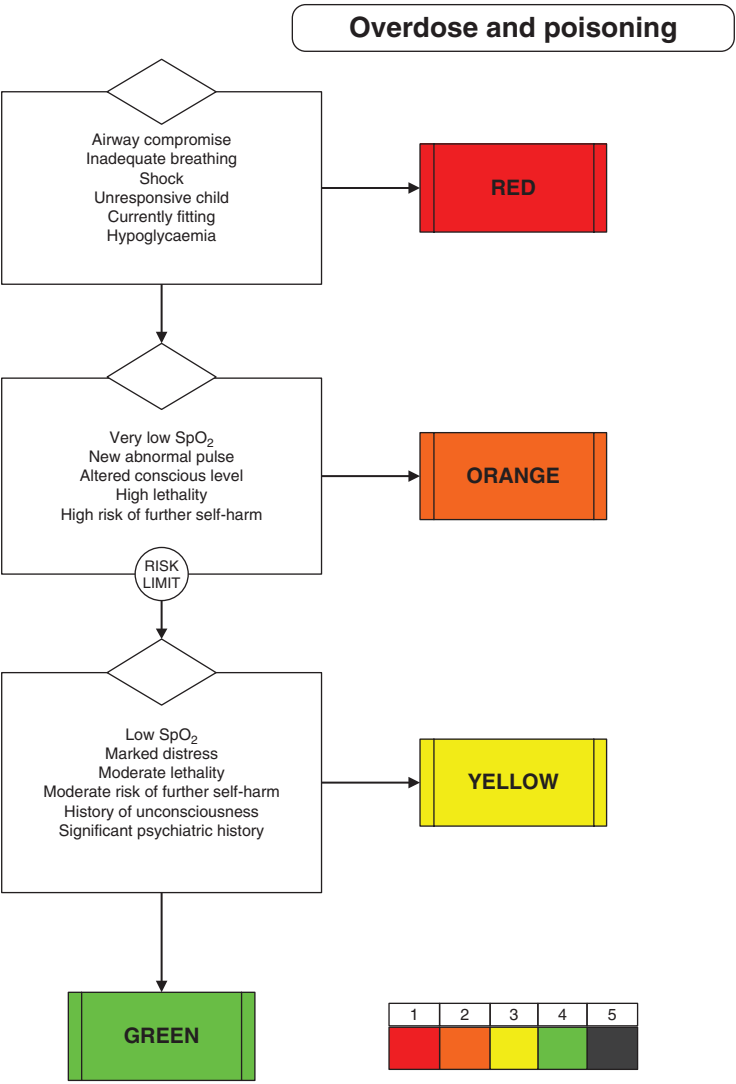 Overdose and poisoning
Airway compromise
Inadequate breathing
Shock
Unresponsive child
Currently fitting
Hypoglycaemia
RED
Very low SpO₂
New abnormal pulse
Altered conscious level
High lethality
High risk of further self-harm
ORANGE
RISK
LIMIT
Low SpO₂
Marked distress
Moderate lethality
Moderate risk of further self-harm
History of unconsciousness
Significant psychiatric history
YELLOW
GREEN
1 2 3 4 5